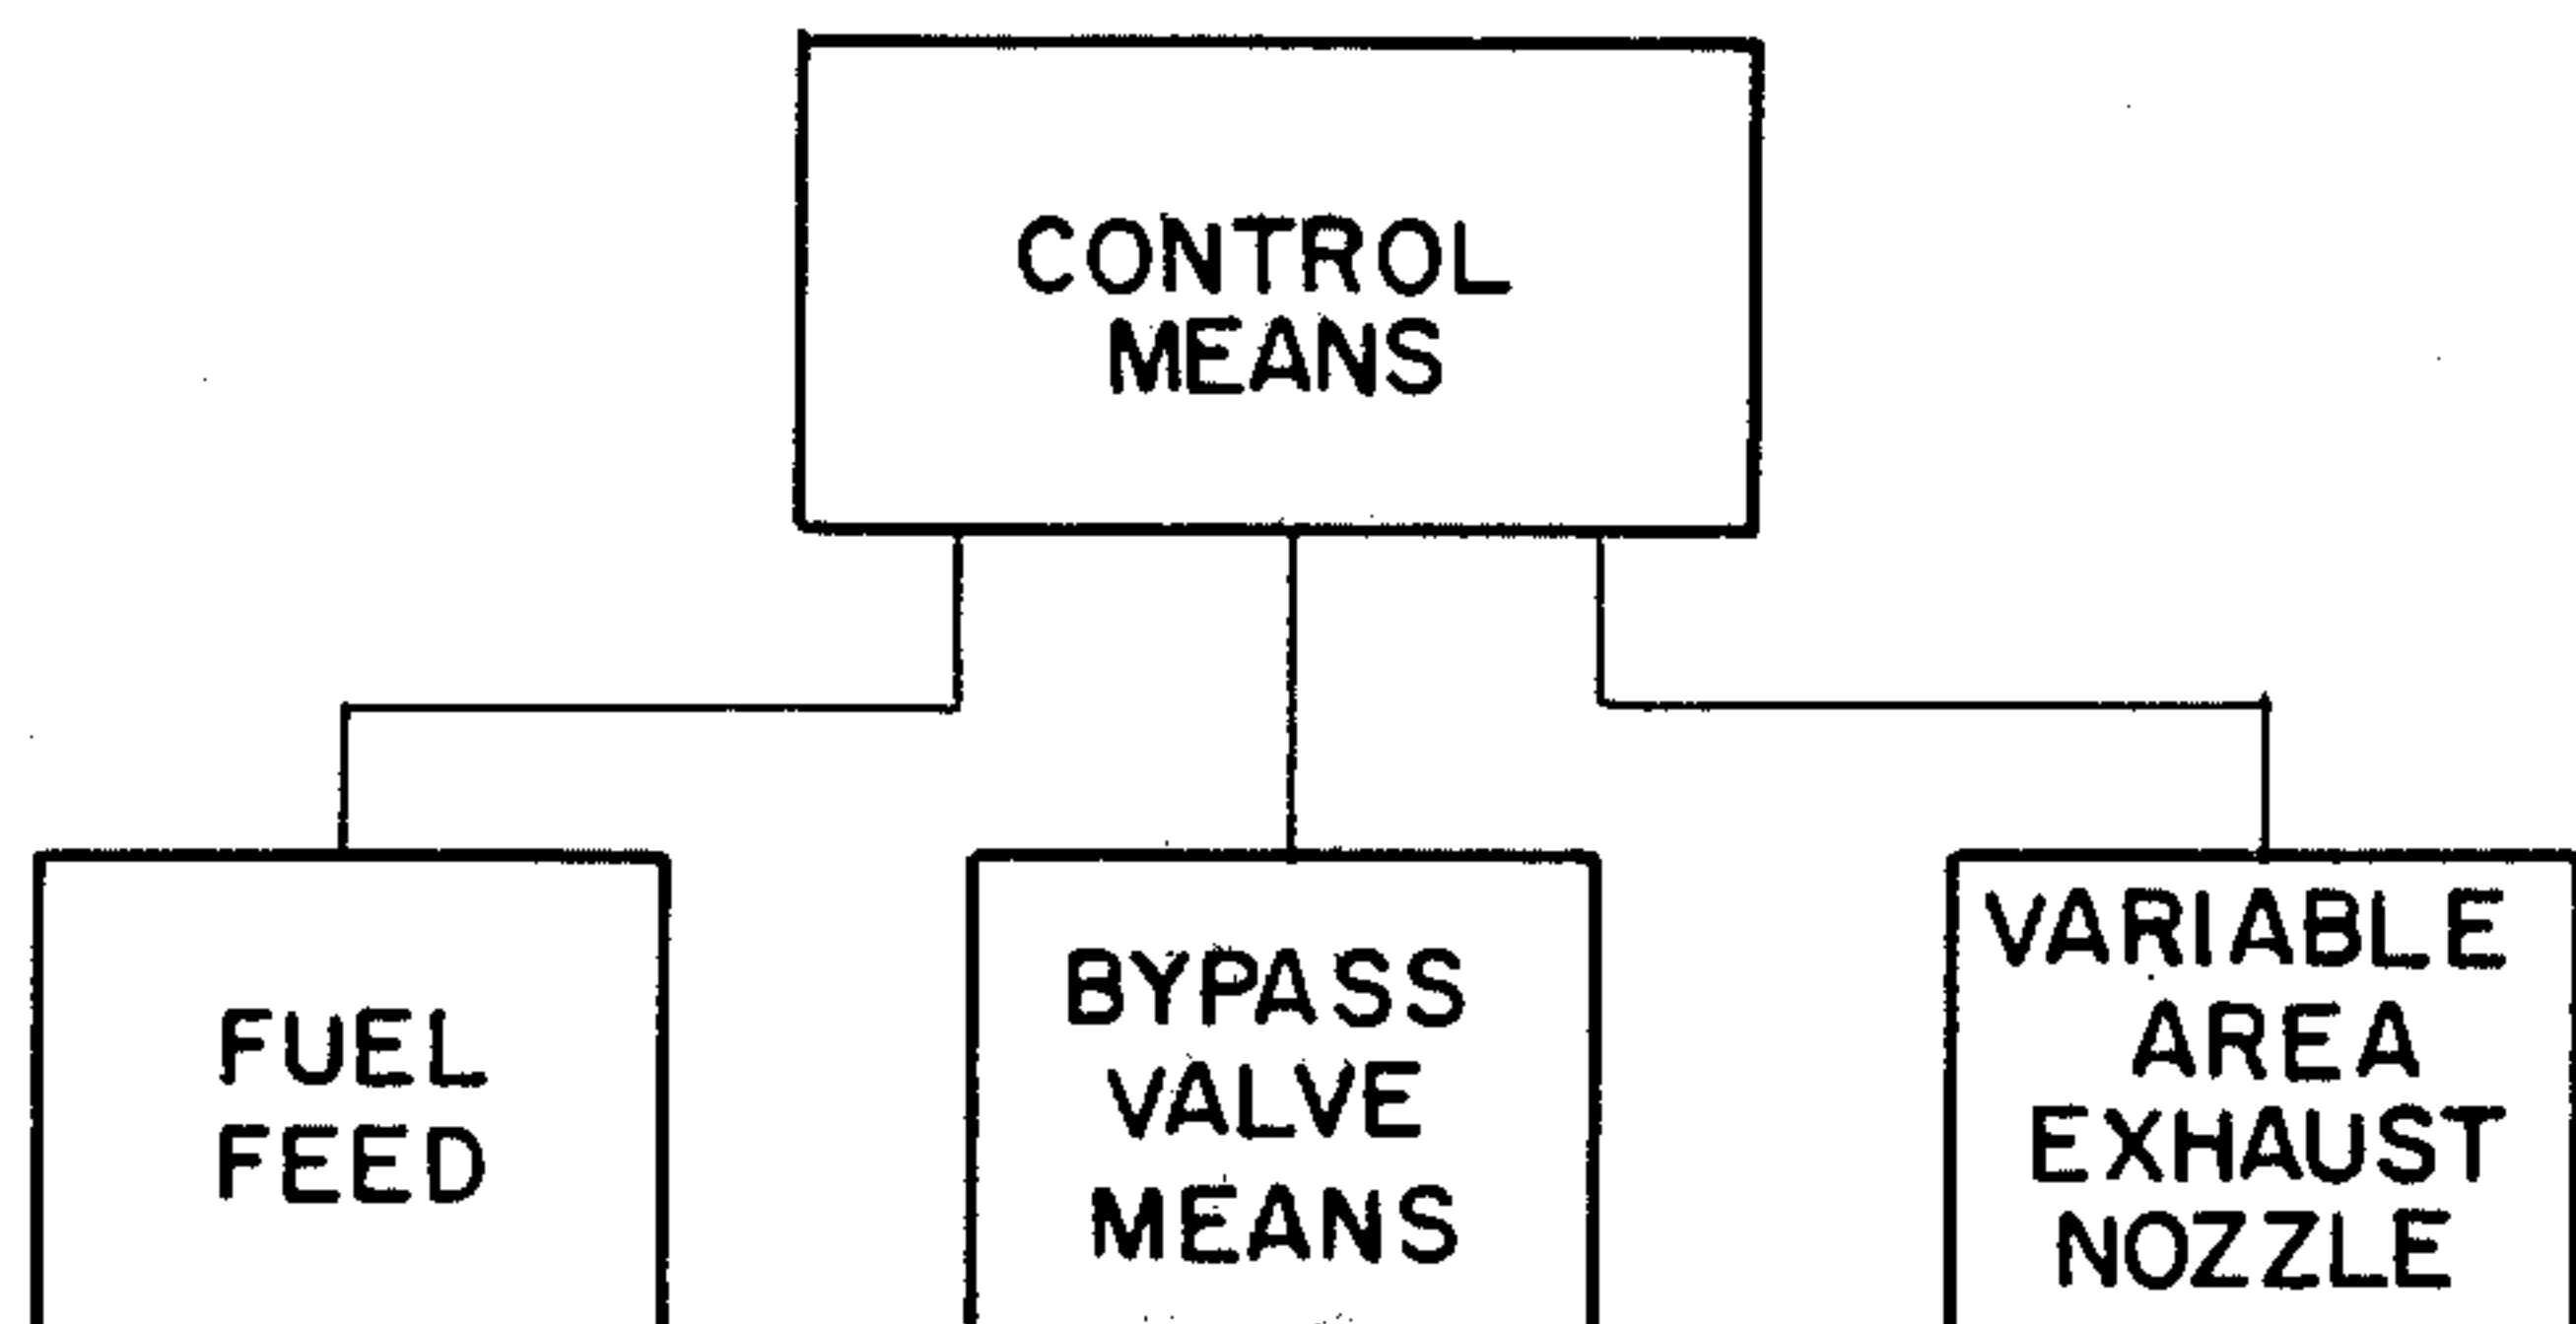 CONTROL
MEANS
FUEL
FEED
BYPASS
VALVE
MEANS
VARIABLE
AREA
EXHAUST
NOZZLE